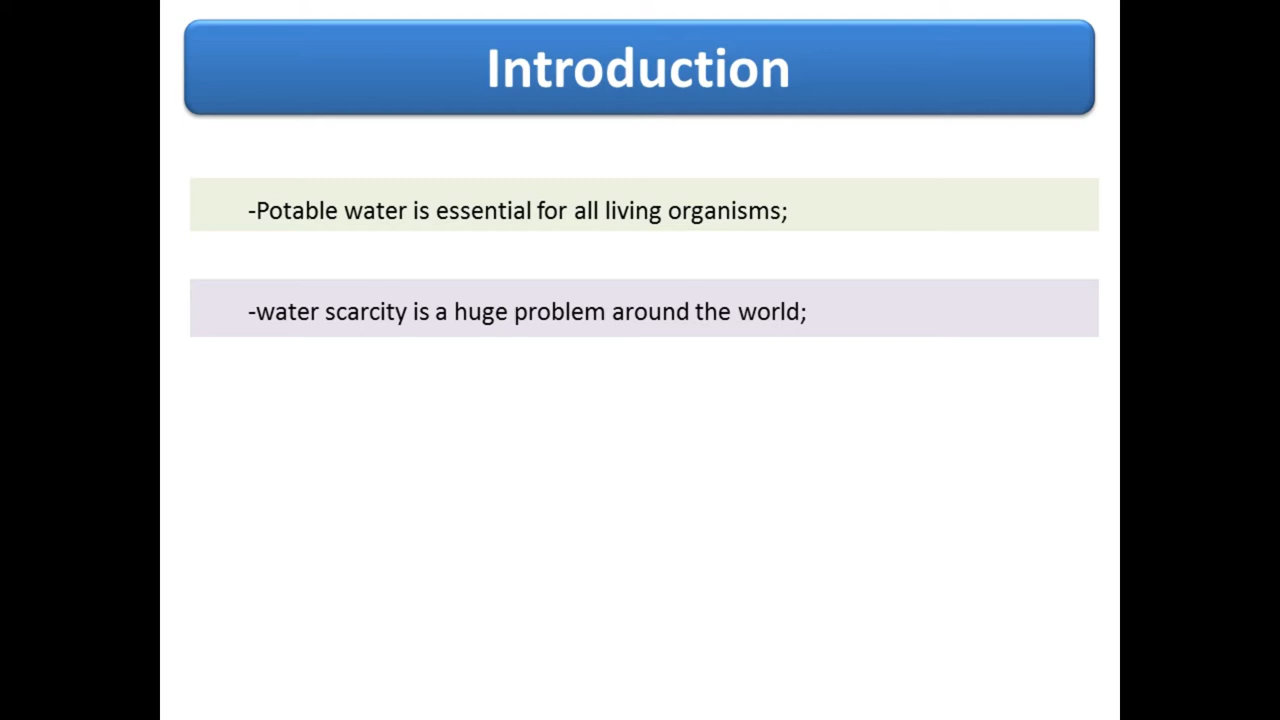 Introduction
-Potable water is essential for all living organisms;
-water scarcity is a huge problem around the world;